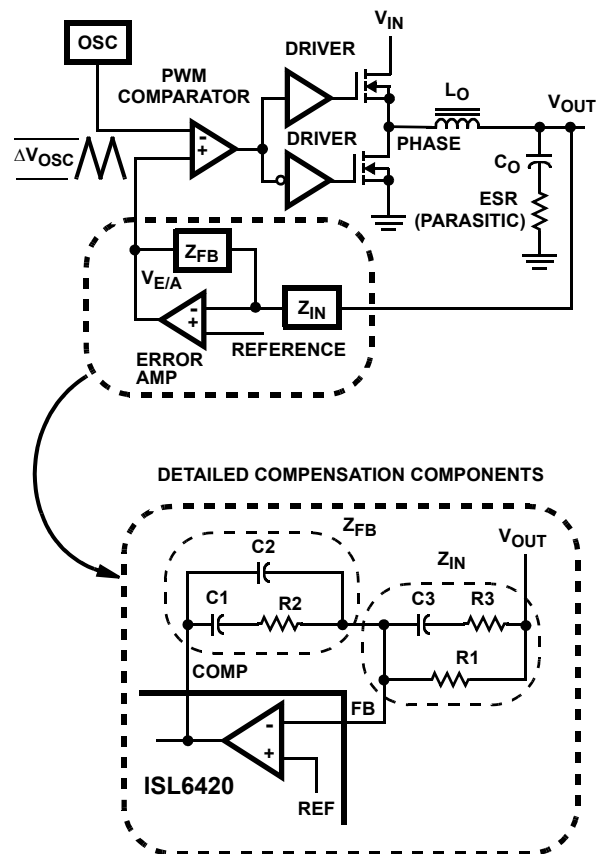 V_IN
OSC
DRIVER
PWM
COMPARATOR
L_O
V_OUT
DRIVER
-
+
PHASE
ΔV_OSC
C_O
ESR
(PARASITIC)
Z_FB
V_E/A
Z_IN
-
+
REFERENCE
ERROR
AMP
DETAILED COMPENSATION COMPONENTS
Z_FB
V_OUT
C2
Z_IN
C1
R2
C3
R3
R1
COMP
FB
-
+
ISL6420
REF